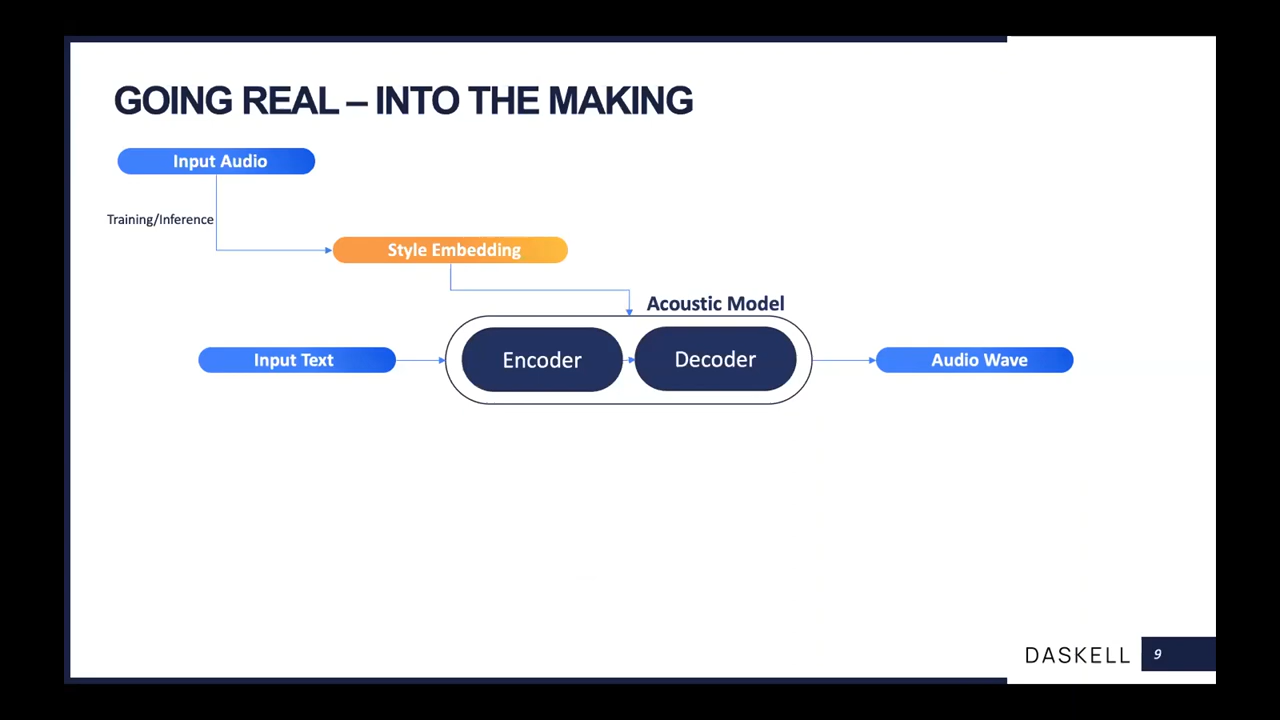 GOING REAL – INTO THE MAKING
Input Audio
Training/Inference
Style Embedding
Acoustic Model
Input Text
Encoder
Decoder
Audio Wave
DASKELL
9